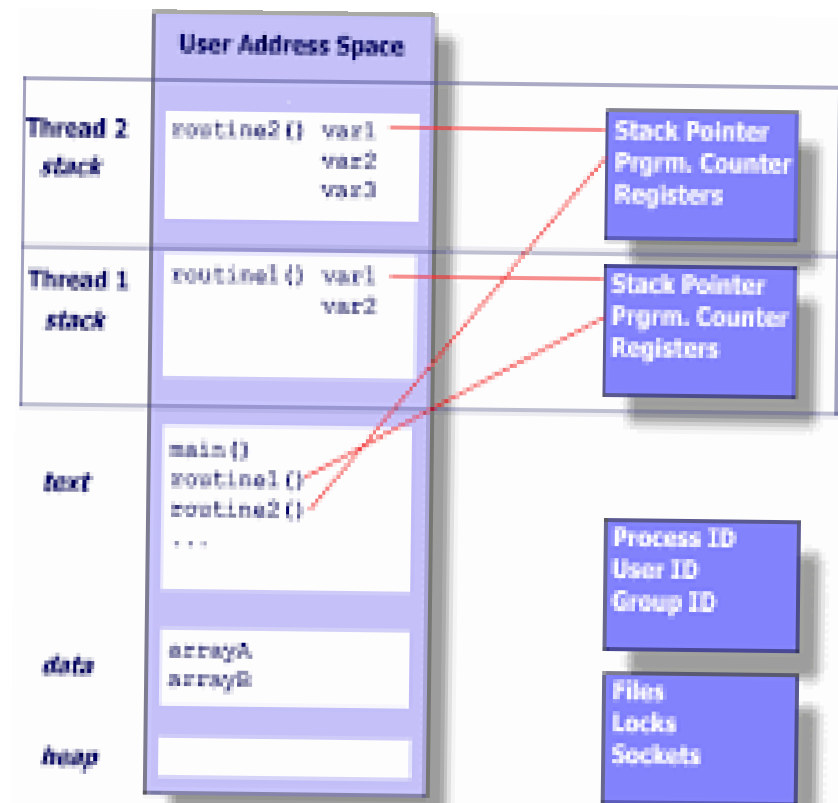 User Address Space
Thread 2
stack
routine2() var1
var2
var3
Stack Pointer
Prgrm. Counter
Registers
Thread 1
stack
routine1() var1
var2
Stack Pointer
Prgrm. Counter
Registers
text
main()
routine1()
routine2()
...
Process ID
User ID
Group ID
data
arrayA
arrayB
Files
Locks
Sockets
heap